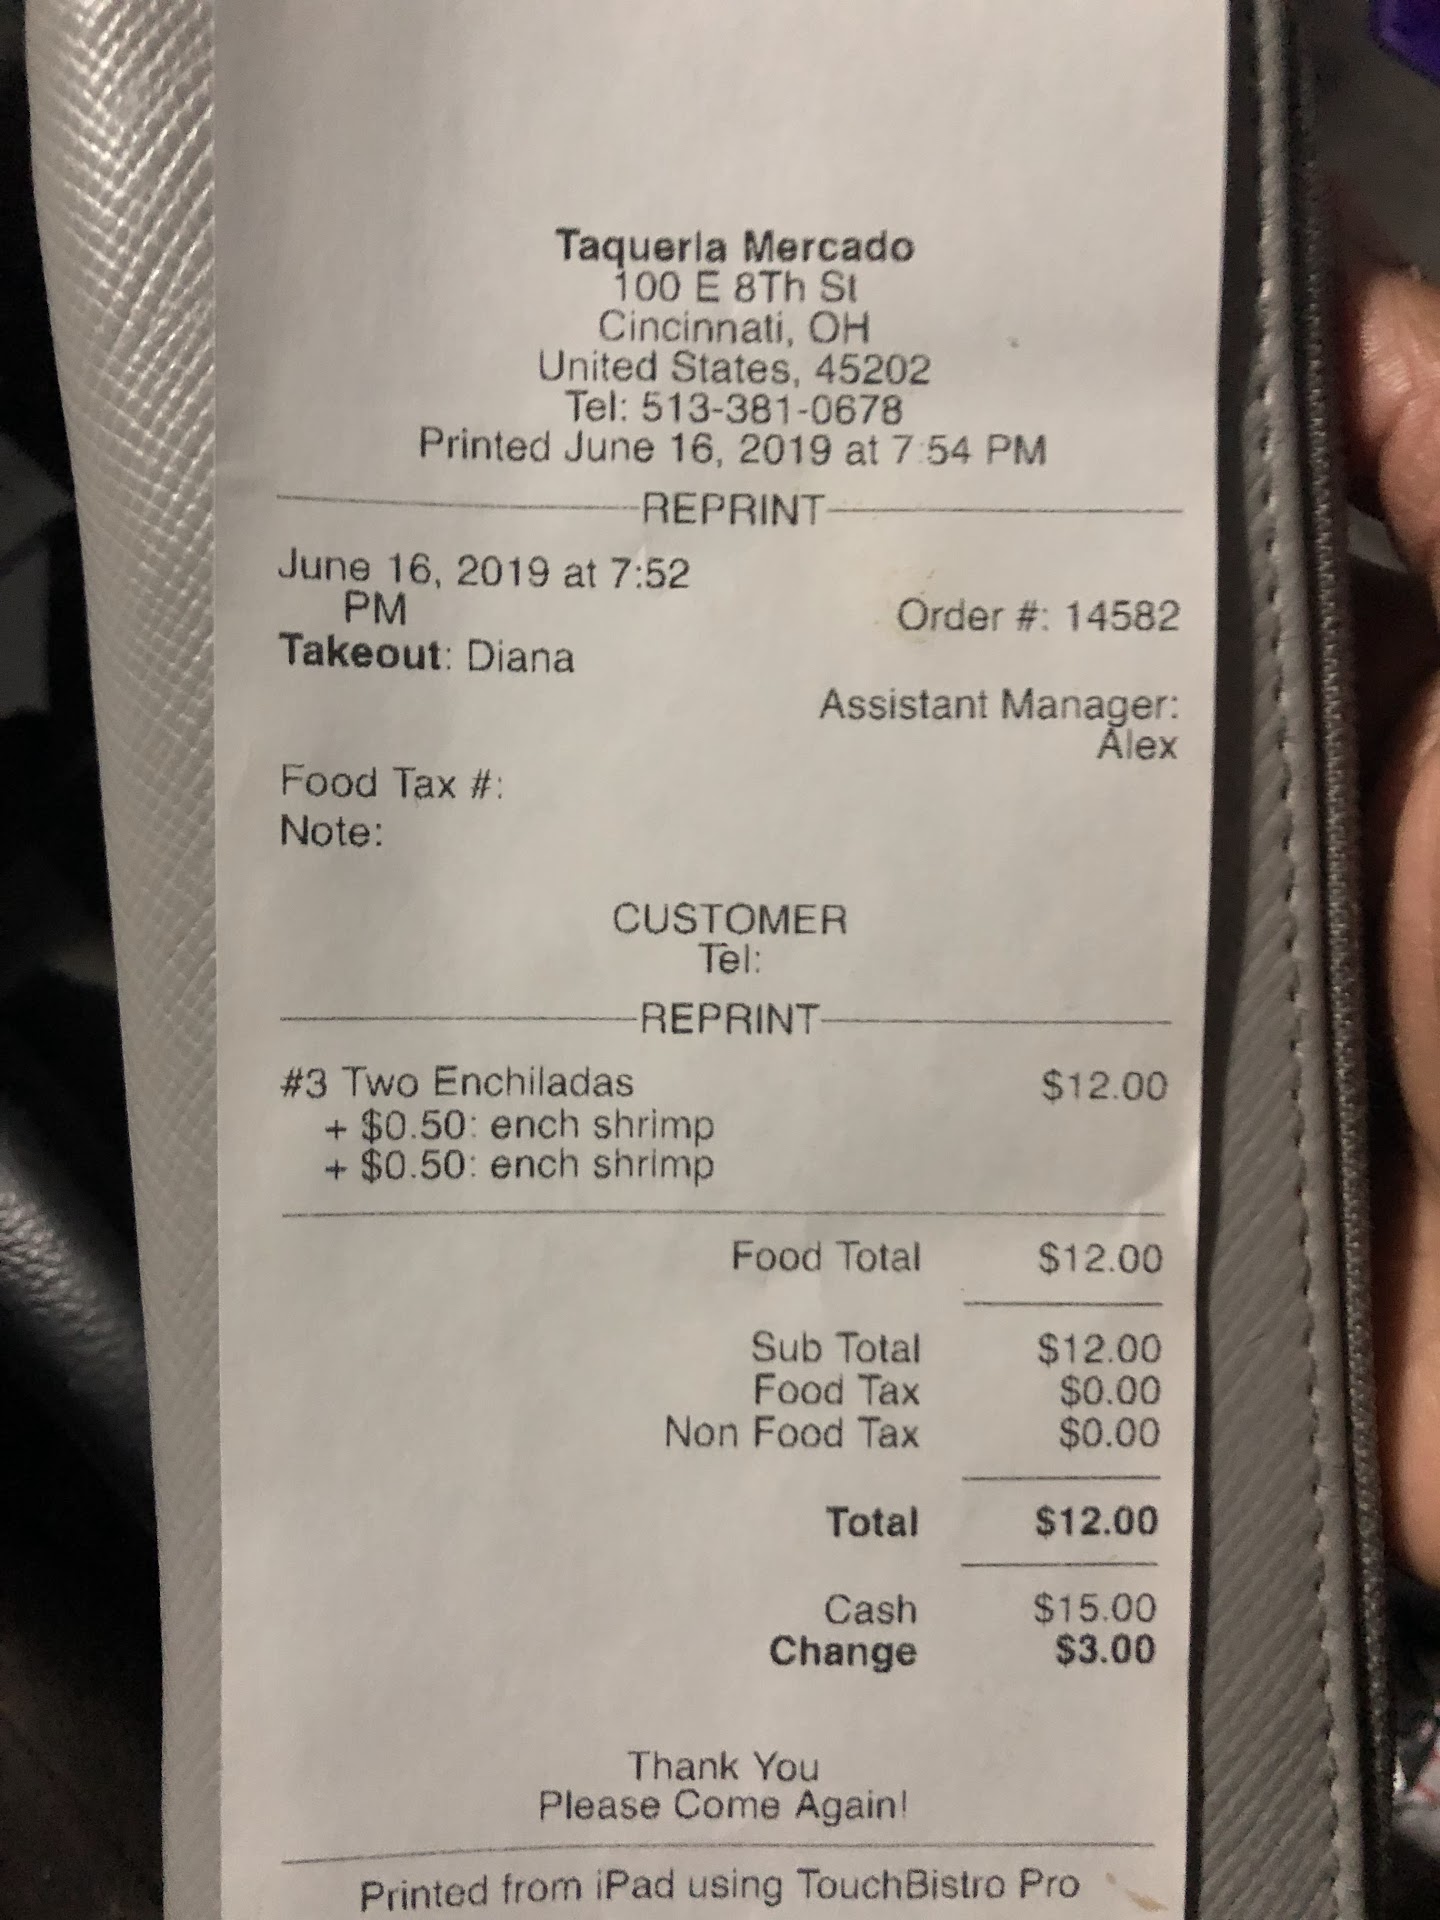 Taqueria Mercado
100 E 8Th St
Cincinnati, OH
United States, 45202
Tel: 513-381-0678
Printed June 16, 2019 at 7:54 PM
REPRINT
June 16, 2019 at 7:52
PM
Order #: 14582
Takeout: Diana
Assistant Manager:
Alex
Food Tax #:
Note:
CUSTOMER
Tel:
REPRINT
#3 Two Enchiladas $12.00
+ $0.50: ench shrimp
+ $0.50: ench shrimp
Food Total $12.00
Sub Total $12.00
Food Tax $0.00
Non Food Tax $0.00
Total $12.00
Cash $15.00
Change $3.00
Thank You
Please Come Again!
Printed from iPad using TouchBistro Pro